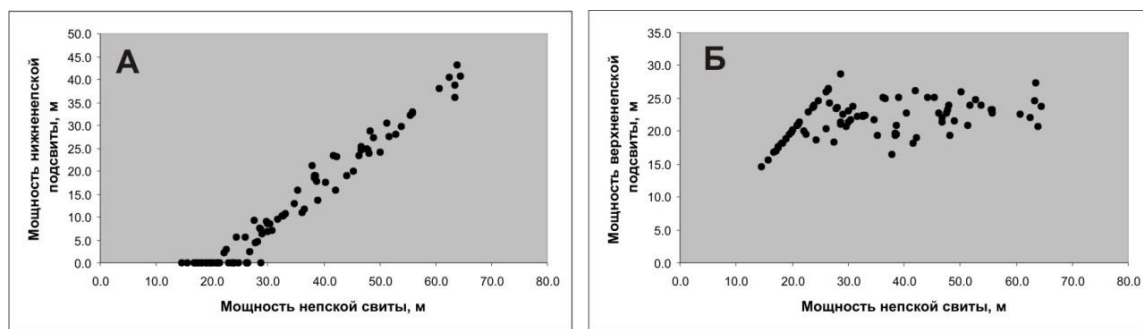 А
Мощность нижненепской
подсвиты, м
50.0
45.0
40.0
35.0
30.0
25.0
20.0
15.0
10.0
5.0
0.0
0.0 10.0 20.0 30.0 40.0 50.0 60.0 70.0 80.0
Мощность непской свиты, м
Б
Мощность верхненепской
подсвиты, м
35.0
30.0
25.0
20.0
15.0
10.0
5.0
0.0
0.0 10.0 20.0 30.0 40.0 50.0 60.0 70.0 80.0
Мощность непской свиты, м